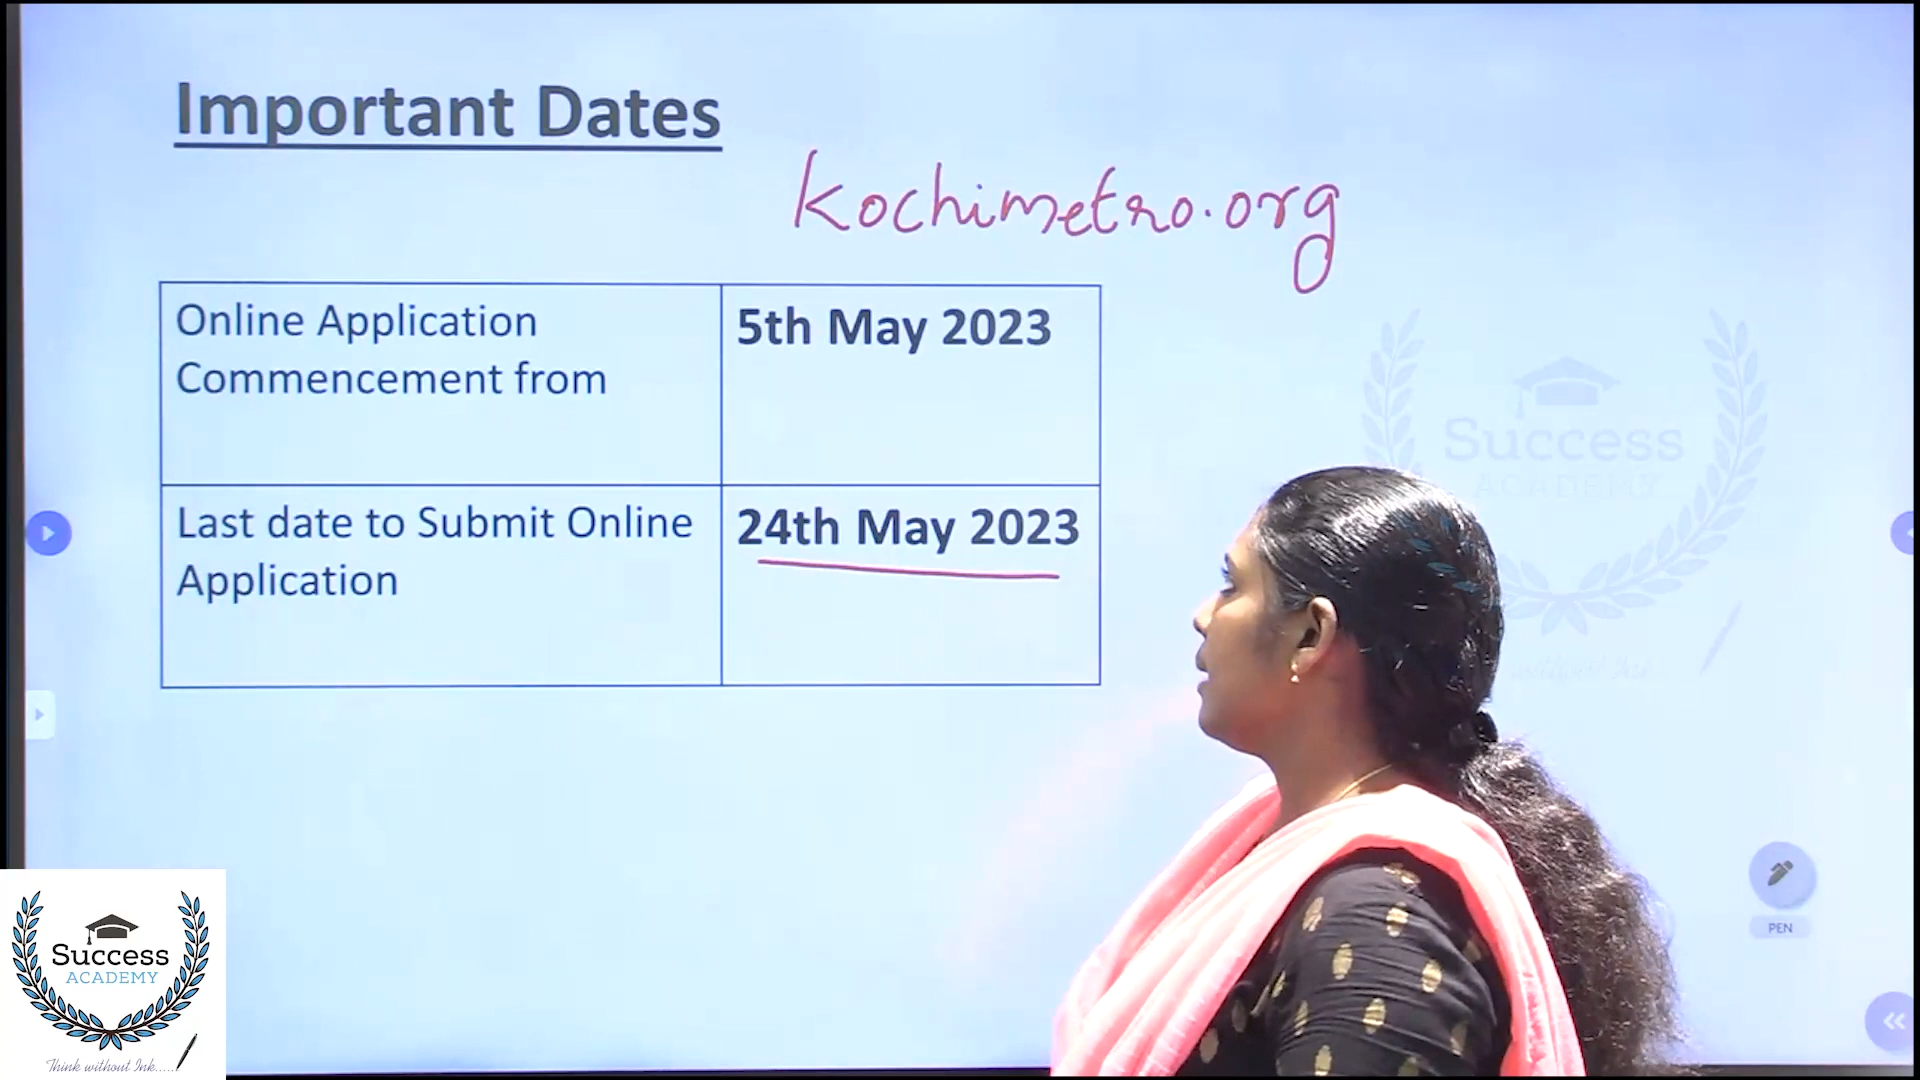 Important Dates
kochimetro.org
Online Application
Commencement from
5th May 2023
Last date to Submit Online
Application
24th May 2023
Success
ACADEMY
PEN
Success
ACADEMY
Think without Ink......